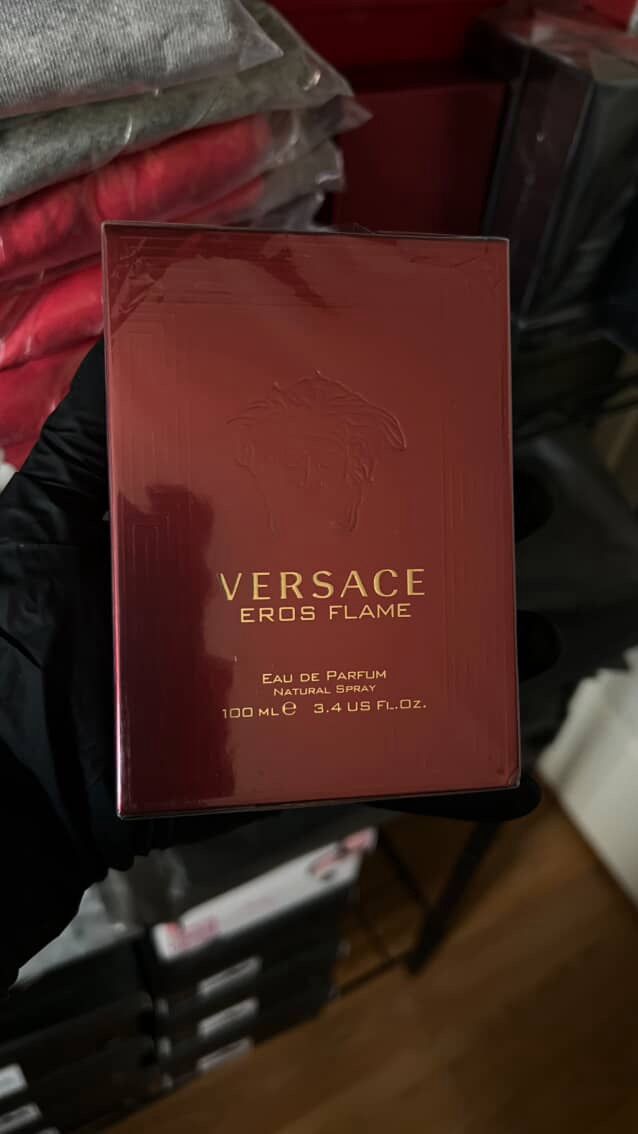 VERSACE
EROS FLAME
EAU DE PARFUM
NATURAL SPRAY
100 ML℮ 3.4 US FL.OZ.